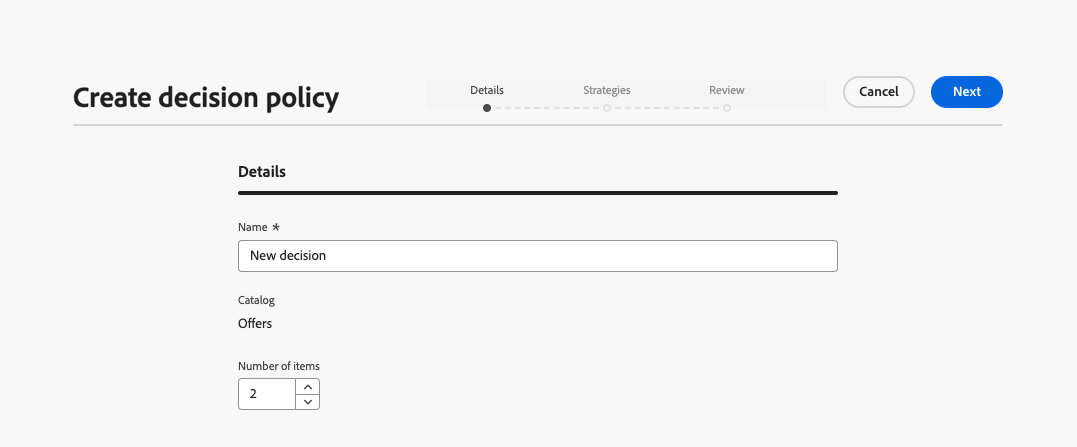 Create decision policy
Details
Strategies
Review
Cancel
Next
Details
Name *
New decision
Catalog
Offers
Number of items
2